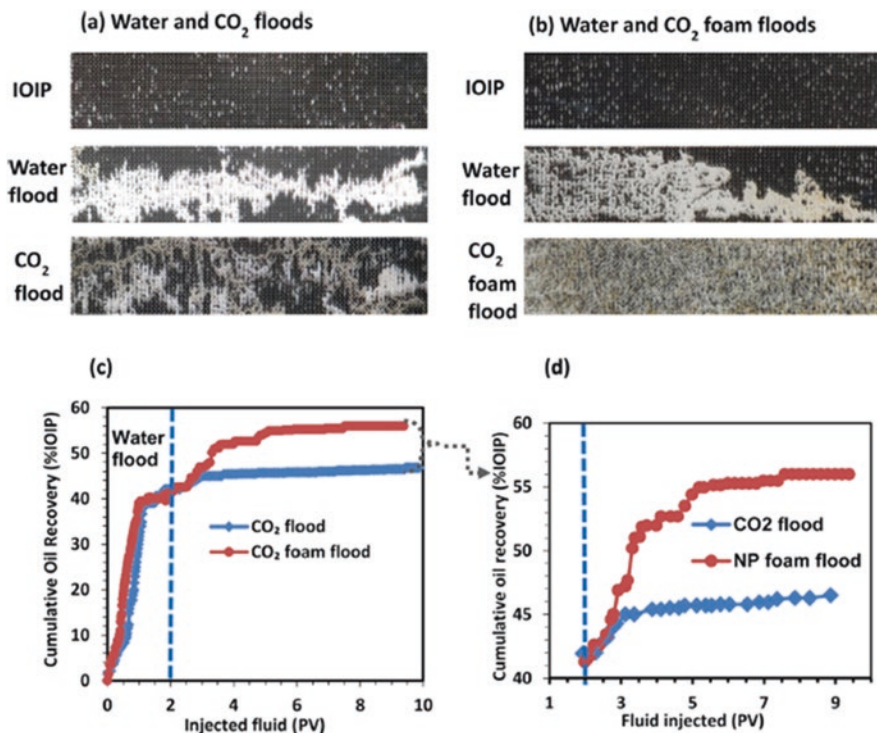 (a) Water and CO₂ floods
IOIP
Water
flood
CO₂
flood
(b) Water and CO₂ foam floods
IOIP
Water
flood
CO₂
foam
flood
(c)
Cumulative Oil Recovery (%IOIP)
60
50
40
30
20
10
0
Water
flood
CO₂ flood
CO₂ foam flood
0 2 4 6 8 10
Injected fluid (PV)
(d)
Cumulative oil recovery (%IOIP)
60
55
50
45
40
CO2 flood
NP foam flood
1 3 5 7 9
Fluid injected (PV)